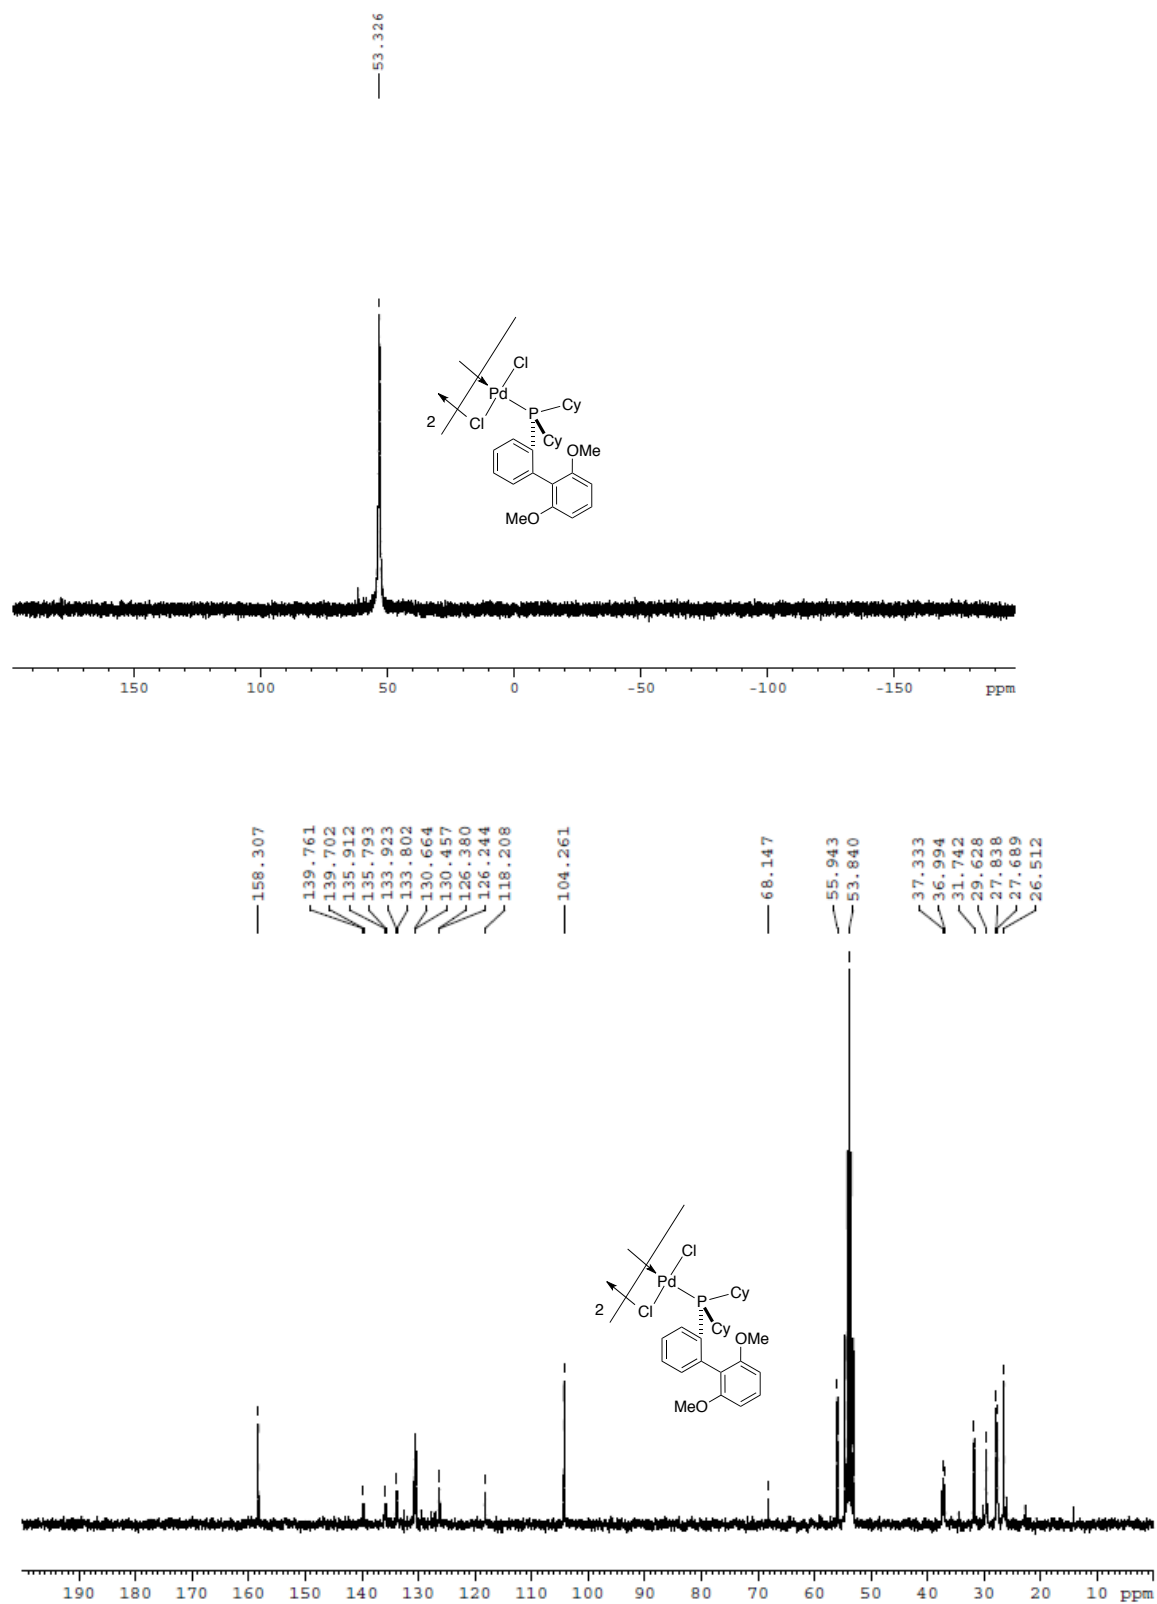 53.326
Cl
Pd
P
Cy
2
Cl
Cy
OMe
MeO
150 100 50 0 -50 -100 -150 ppm
158.307
139.761
139.702
135.912
135.793
133.923
133.802
130.664
130.457
126.380
126.244
118.208
104.261
68.147
55.943
53.840
37.333
36.994
31.742
29.628
27.838
27.689
26.512
Cl
Pd
P
Cy
2
Cl
Cy
OMe
MeO
190 180 170 160 150 140 130 120 110 100 90 80 70 60 50 40 30 20 10 ppm